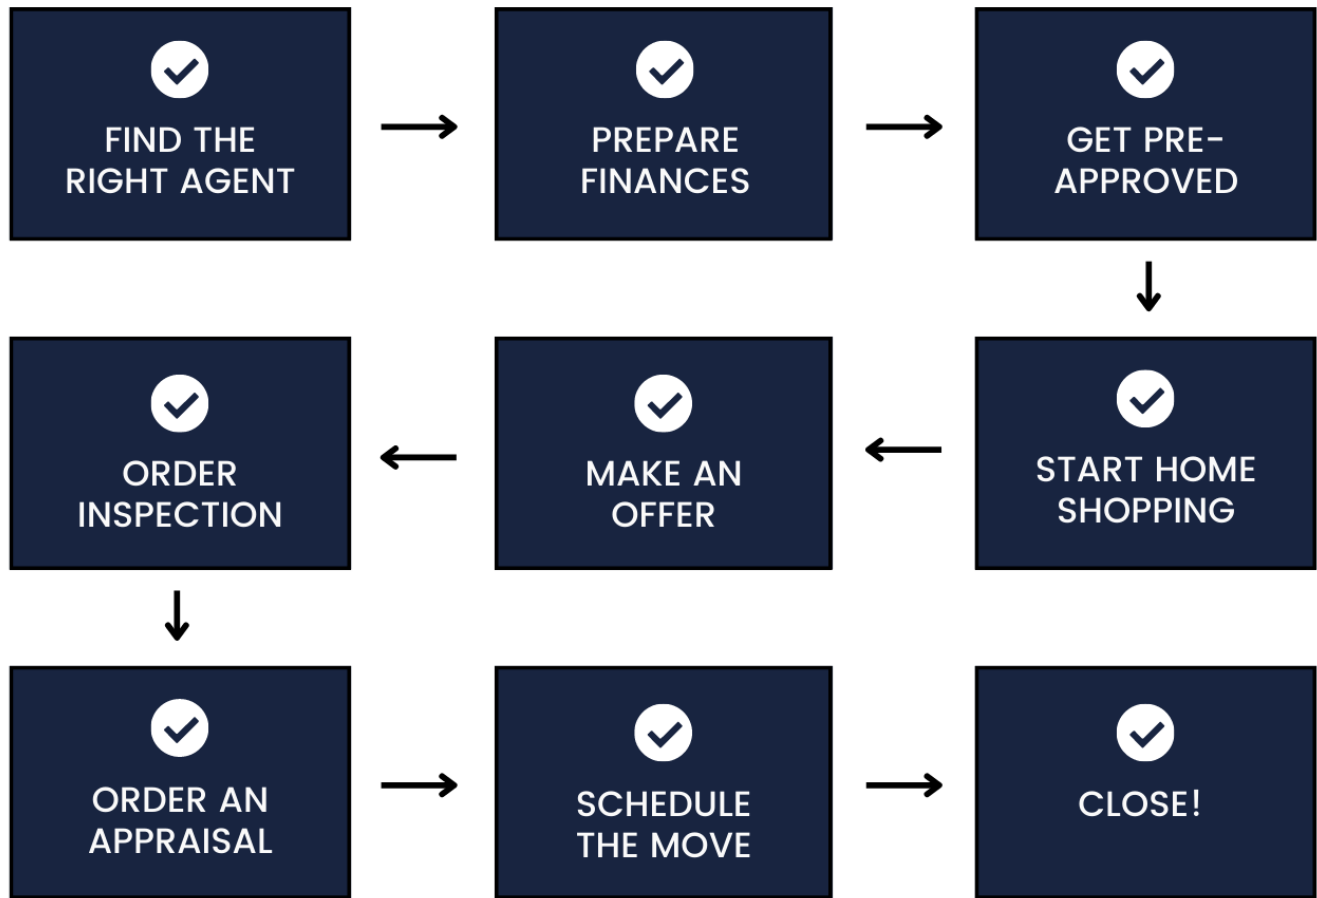 FIND THE
RIGHT AGENT
PREPARE
FINANCES
GET PRE-
APPROVED
START HOME
SHOPPING
MAKE AN
OFFER
ORDER
INSPECTION
ORDER AN
APPRAISAL
SCHEDULE
THE MOVE
CLOSE!